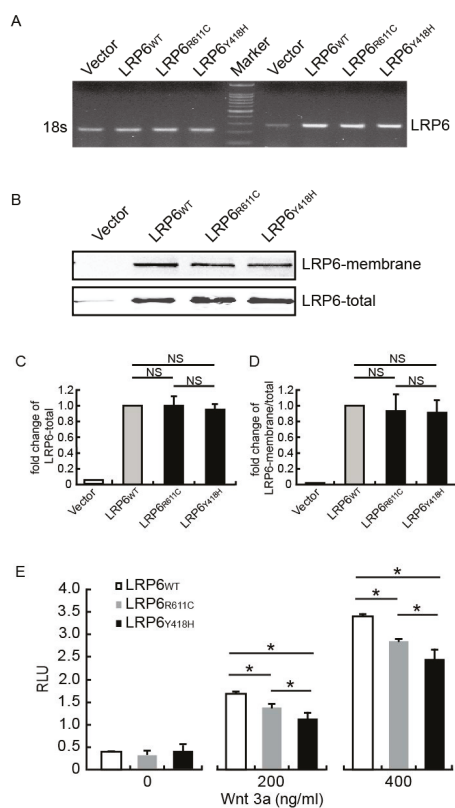 A
Vector LRP6WT LRP6R611C LRP6Y418H Marker Vector LRP6WT LRP6R611C LRP6Y418H
18s LRP6
B
Vector LRP6WT LRP6R611C LRP6Y418H
LRP6-membrane
LRP6-total
C
NS
NS NS
fold change of
LRP6-total
1.2
1.0
0.8
0.6
0.4
0.2
0
Vector LRP6WT LRP6R611C LRP6Y418H
D
NS
NS NS
fold change of
LRP6-membrane/total
1.2
1.0
0.8
0.6
0.4
0.2
0
Vector LRP6WT LRP6R611C LRP6Y418H
E
RLU
4.0
3.5
3.0
2.5
2.0
1.5
1.0
0.5
0
LRP6WT
LRP6R611C
LRP6Y418H
* * *
* * *
0 200 400
Wnt 3a (ng/ml)